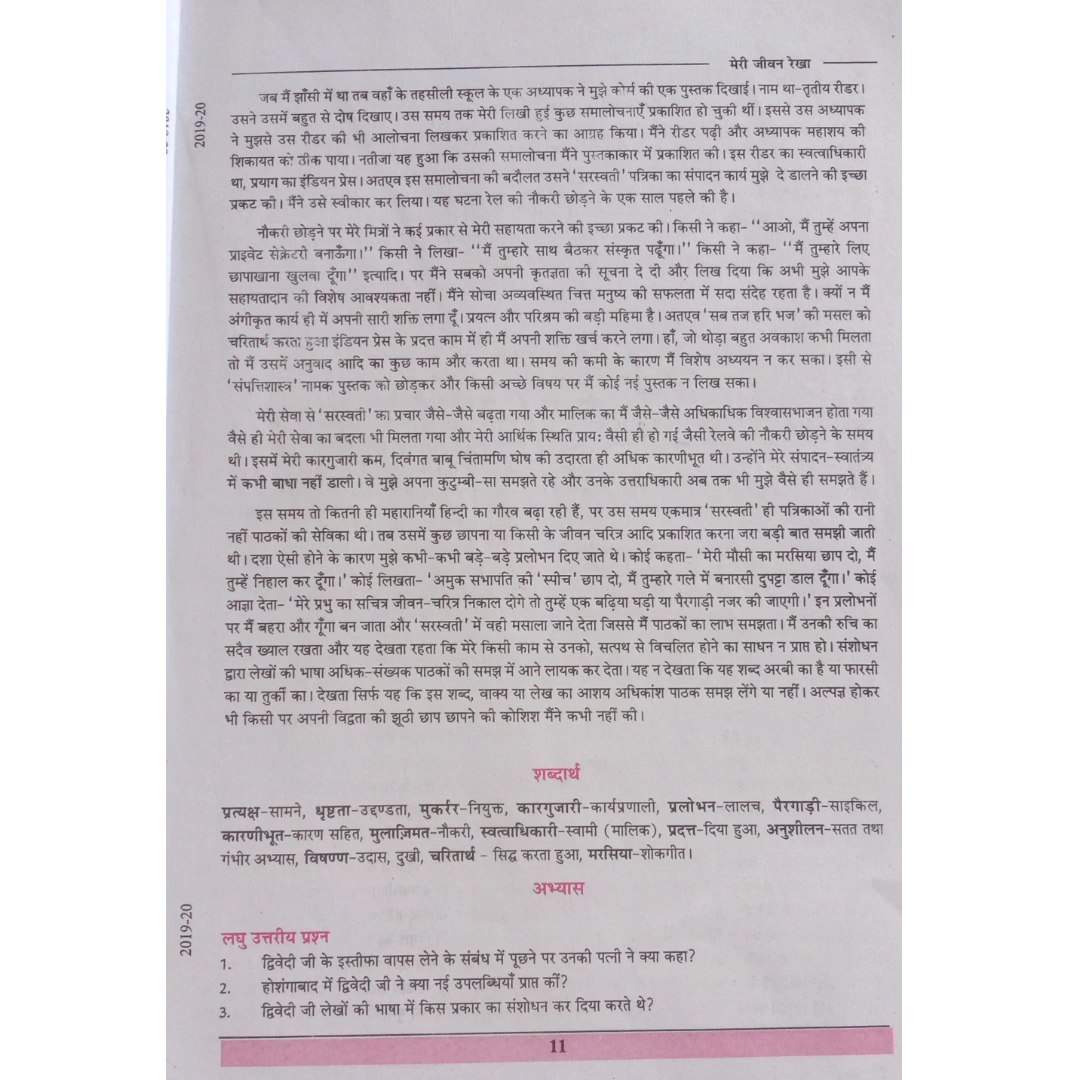 मेरी जीवन रेखा
2019-20
जब मैं झाँसी में था तब वहाँ के तहसीली स्कूल के एक अध्यापक ने मुझे कोर्स की एक पुस्तक दिखाई। नाम था-तृतीय रीडर।
उसने उसमें बहुत से दोष दिखाए। उस समय तक मेरी लिखी हुई कुछ समालोचनाएँ प्रकाशित हो चुकी थीं। इससे उस अध्यापक
ने मुझसे उस रीडर की भी आलोचना लिखकर प्रकाशित करने का आग्रह किया। मैंने रीडर पढ़ी और अध्यापक महाशय की
शिकायत को ठीक पाया। नतीजा यह हुआ कि उसकी समालोचना मैंने पुस्तकाकार में प्रकाशित की। इस रीडर का स्वत्वाधिकारी
था, प्रयाग का इंडियन प्रेस। अतएव इस समालोचना की बदौलत उसने 'सरस्वती' पत्रिका का संपादन कार्य मुझे दे डालने की इच्छा
प्रकट की। मैंने उसे स्वीकार कर लिया। यह घटना रेल की नौकरी छोड़ने के एक साल पहले की है।
नौकरी छोड़ने पर मेरे मित्रों ने कई प्रकार से मेरी सहायता करने की इच्छा प्रकट की। किसी ने कहा- ''आओ, मैं तुम्हें अपना
प्राइवेट सेक्रेटरी बनाऊँगा।'' किसी ने लिखा- ''मैं तुम्हारे साथ बैठकर संस्कृत पढ़ूँगा।'' किसी ने कहा- ''मैं तुम्हारे लिए
छापाखाना खुलवा दूँगा'' इत्यादि। पर मैंने सबको अपनी कृतज्ञता की सूचना दे दी और लिख दिया कि अभी मुझे आपके
सहायतादान की विशेष आवश्यकता नहीं। मैंने सोचा अव्यवस्थित चित्त मनुष्य की सफलता में सदा संदेह रहता है। क्यों न मैं
अंगीकृत कार्य ही में अपनी सारी शक्ति लगा दूँ। प्रयत्न और परिश्रम की बड़ी महिमा है। अतएव 'सब तज हरि भज' की मसल को
चरितार्थ करता हुआ इंडियन प्रेस के प्रदत्त काम में ही मैं अपनी शक्ति खर्च करने लगा। हाँ, जो थोड़ा बहुत अवकाश कभी मिलता
तो मैं उसमें अनुवाद आदि का कुछ काम और करता था। समय की कमी के कारण मैं विशेष अध्ययन न कर सका। इसी से
'संपत्तिशास्त्र' नामक पुस्तक को छोड़कर और किसी अच्छे विषय पर मैं कोई नई पुस्तक न लिख सका।
मेरी सेवा से 'सरस्वती' का प्रचार जैसे-जैसे बढ़ता गया और मालिक का मैं जैसे-जैसे अधिकाधिक विश्वासभाजन होता गया
वैसे ही मेरी सेवा का बदला भी मिलता गया और मेरी आर्थिक स्थिति प्राय: वैसी ही हो गई जैसी रेलवे की नौकरी छोड़ने के समय
थी। इसमें मेरी कारगुजारी कम, दिवंगत बाबू चिंतामणि घोष की उदारता ही अधिक कारणीभूत थी। उन्होंने मेरे संपादन-स्वातंत्र्य
में कभी बाधा नहीं डाली। वे मुझे अपना कुटुम्बी-सा समझते रहे और उनके उत्तराधिकारी अब तक भी मुझे वैसे ही समझते हैं।
इस समय तो कितनी ही महारानियाँ हिन्दी का गौरव बढ़ा रही हैं, पर उस समय एकमात्र 'सरस्वती' ही पत्रिकाओं की रानी
नहीं पाठकों की सेविका थी। तब उसमें कुछ छापना या किसी के जीवन चरित्र आदि प्रकाशित करना जरा बड़ी बात समझी जाती
थी। दशा ऐसी होने के कारण मुझे कभी-कभी बड़े-बड़े प्रलोभन दिए जाते थे। कोई कहता- 'मेरी मौसी का मरसिया छाप दो, मैं
तुम्हें निहाल कर दूँगा।' कोई लिखता- 'अमुक सभापति की 'स्पीच' छाप दो, मैं तुम्हारे गले में बनारसी दुपट्टा डाल दूँगा।' कोई
आज्ञा देता- 'मेरे प्रभु का सचित्र जीवन-चरित्र निकाल दोगे तो तुम्हें एक बढ़िया घड़ी या पैरगाड़ी नजर की जाएगी।' इन प्रलोभनों
पर मैं बहरा और गूँगा बन जाता और 'सरस्वती' में वही मसाला जाने देता जिससे मैं पाठकों का लाभ समझता। मैं उनकी रुचि का
सदैव ख्याल रखता और यह देखता रहता कि मेरे किसी काम से उनको, सत्पथ से विचलित होने का साधन न प्राप्त हो। संशोधन
द्वारा लेखों की भाषा अधिक-संख्यक पाठकों की समझ में आने लायक कर देता। यह न देखता कि यह शब्द अरबी का है या फारसी
का या तुर्की का। देखता सिर्फ यह कि इस शब्द, वाक्य या लेख का आशय अधिकांश पाठक समझ लेंगे या नहीं। अल्पज्ञ होकर
भी किसी पर अपनी विद्वता की झूठी छाप छापने की कोशिश मैंने कभी नहीं की।
शब्दार्थ
प्रत्यक्ष-सामने, धृष्टता-उद्दण्डता, मुकर्रर-नियुक्त, कारगुजारी-कार्यप्रणाली, प्रलोभन-लालच, पैरगाड़ी-साइकिल,
कारणीभूत-कारण सहित, मुलाज़िमत-नौकरी, स्वत्वाधिकारी-स्वामी (मालिक), प्रदत्त-दिया हुआ, अनुशीलन-सतत तथा
गंभीर अभ्यास, विषण्ण-उदास, दुखी, चरितार्थ - सिद्ध करता हुआ, मरसिया-शोकगीत।
अभ्यास
2019-20
लघु उत्तरीय प्रश्न
1. द्विवेदी जी के इस्तीफा वापस लेने के संबंध में पूछने पर उनकी पत्नी ने क्या कहा?
2. होशंगाबाद में द्विवेदी जी ने क्या नई उपलब्धियाँ प्राप्त कीं?
3. द्विवेदी जी लेखों की भाषा में किस प्रकार का संशोधन कर दिया करते थे?
11